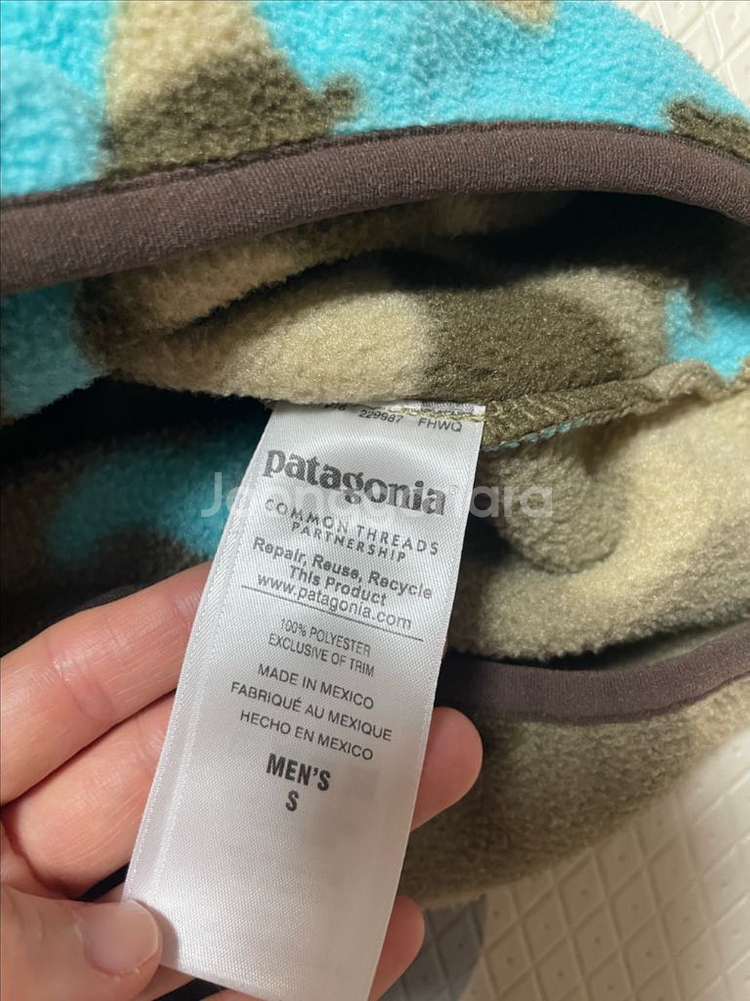 229987 FHWQ
patagonia
COMMON THREADS
PARTNERSHIP
Repair, Reuse, Recycle
This Product
www.patagonia.com
100% POLYESTER
EXCLUSIVE OF TRIM
MADE IN MEXICO
FABRIQUÉ AU MEXIQUE
HECHO EN MEXICO
MEN'S
S